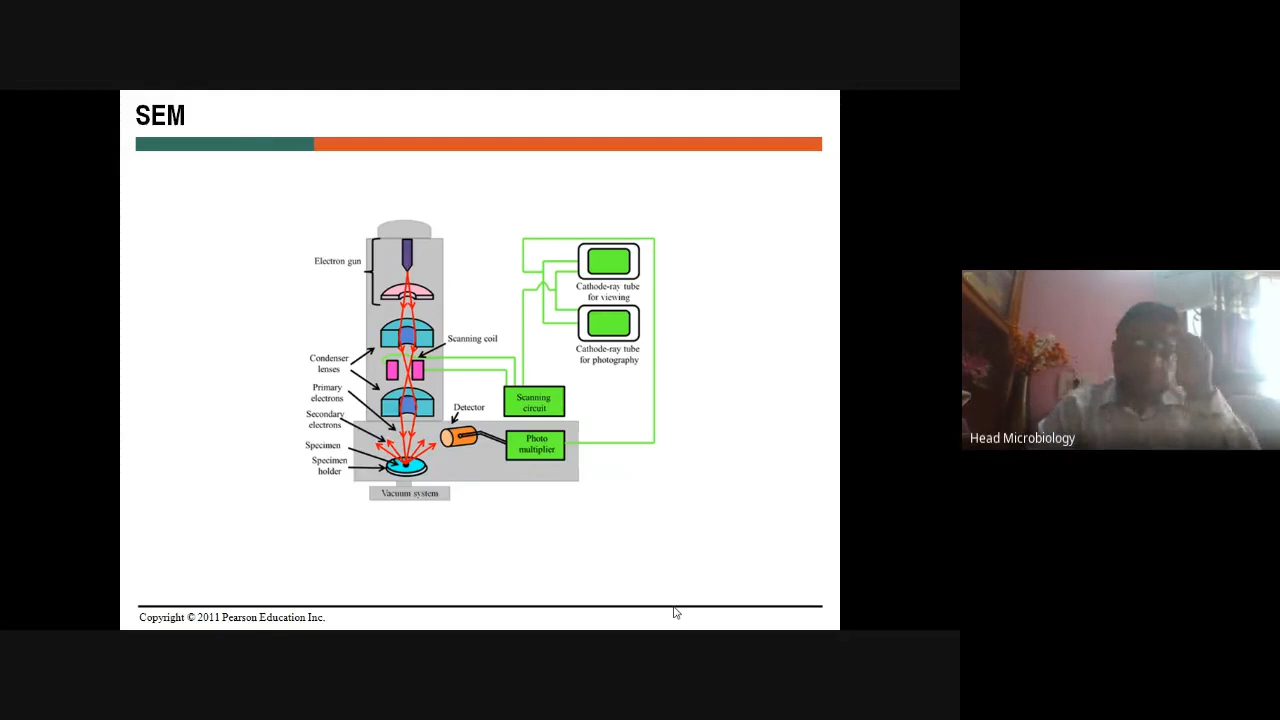 SEM
Electron gun
Cathode-ray tube
for viewing
Scanning coil
Cathode-ray tube
for photography
Condenser
lenses
Primary
electrons
Secondary
electrons
Detector
Scanning
circuit
Specimen
Photo
multiplier
Specimen
holder
Vacuum system
Head Microbiology
Copyright © 2011 Pearson Education Inc.